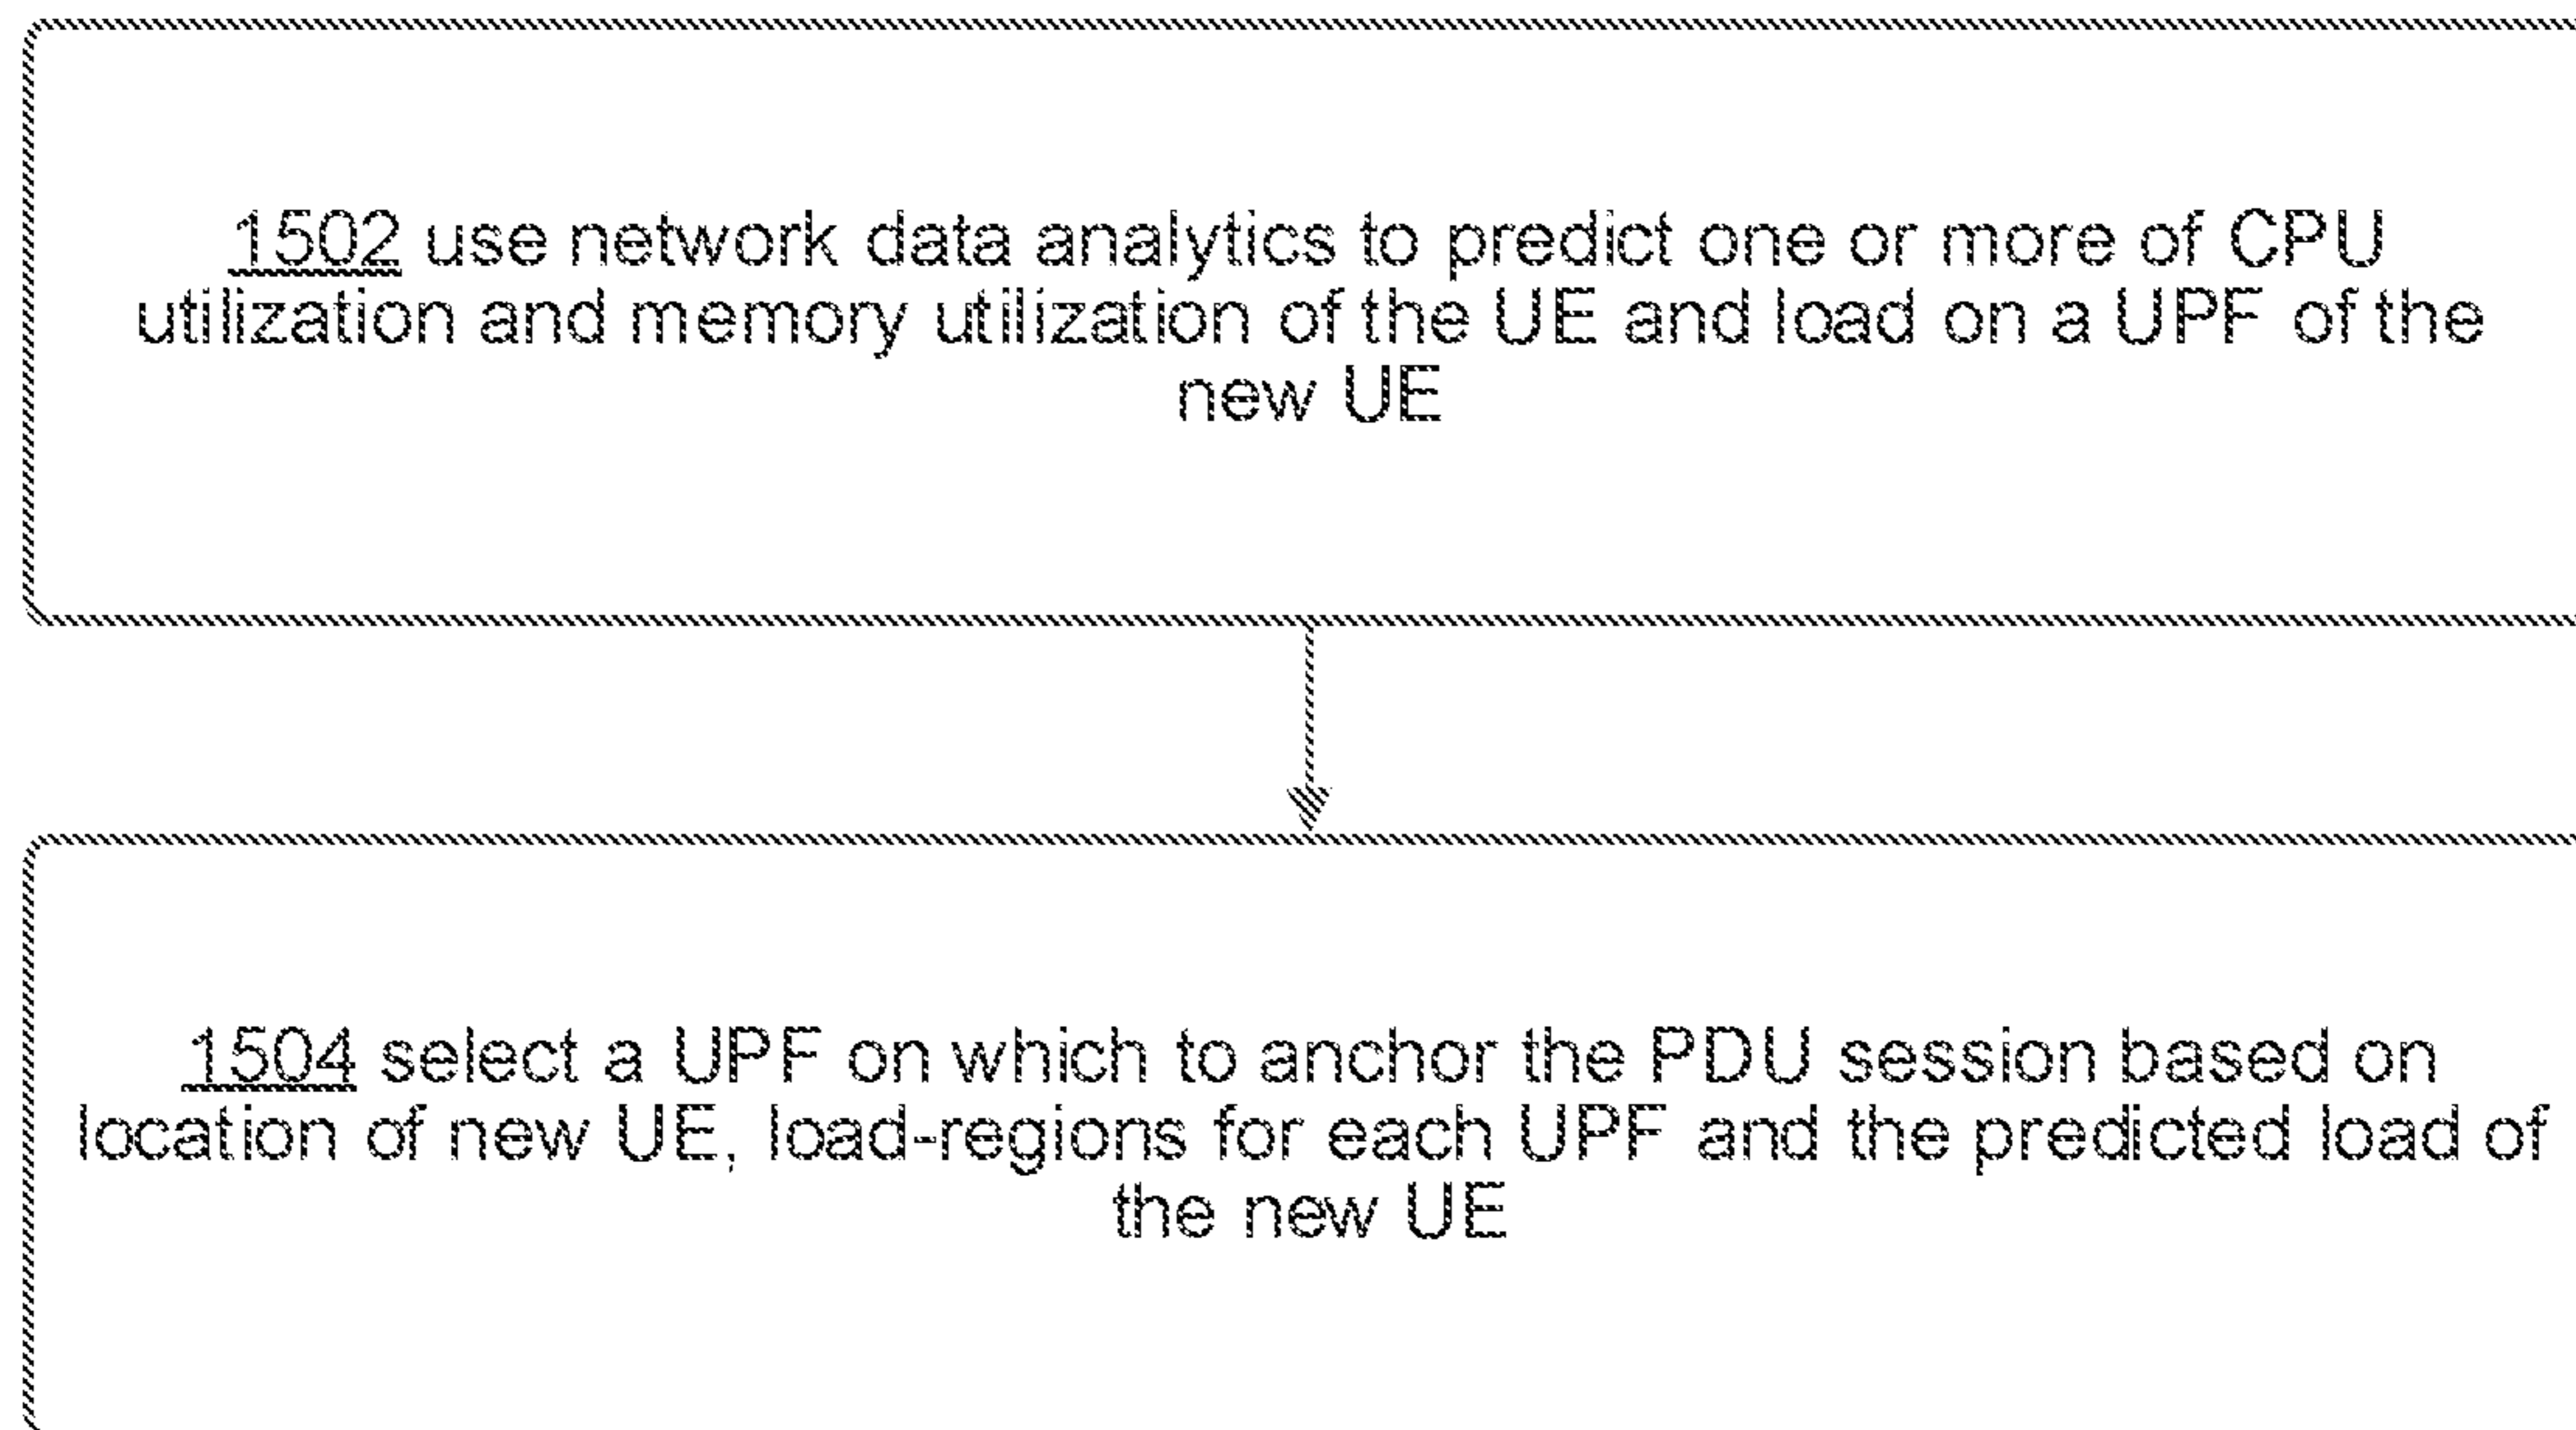 1502 use network data analytics to predict one or more of CPU
utilization and memory utilization of the UE and load on a UPF of the
new UE
1504 select a UPF on which to anchor the PDU session based on
location of new UE, load-regions for each UPF and the predicted load of
the new UE